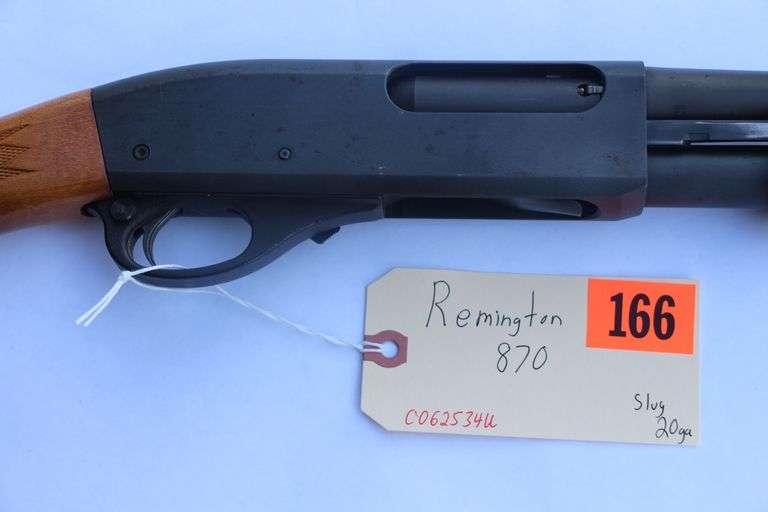 Remington
166
870
Slug
C062534U
20ga